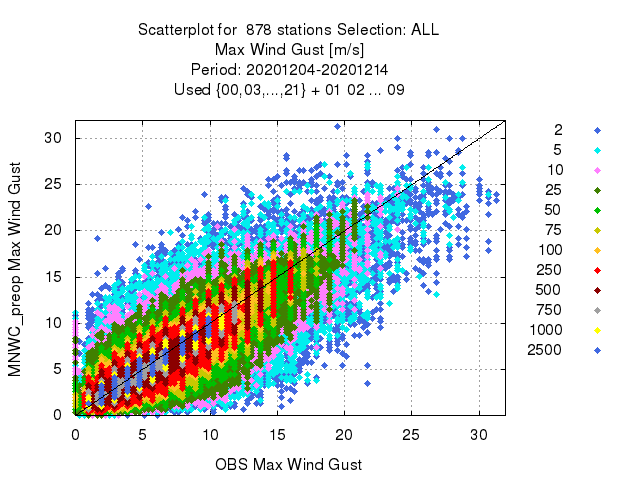 Scatterplot for 878 stations Selection: ALL
Max Wind Gust [m/s]
Period: 20201204-20201214
Used {00,03,...,21} + 01 02 ... 09
MNWC_preop Max Wind Gust
30
25
20
15
10
5
0
0 5 10 15 20 25 30
OBS Max Wind Gust
2
5
10
25
50
75
100
250
500
750
1000
2500